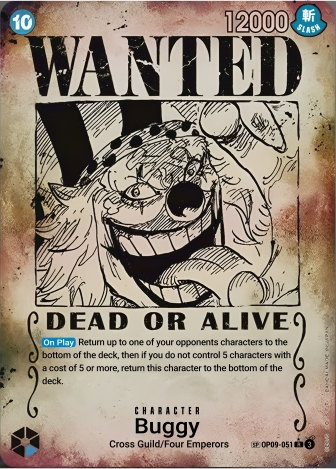 10
12000
斬
SLASH
WANTED
DEAD OR ALIVE
On Play Return up to one of your opponents characters to the
bottom of the deck, then if you do not control 5 characters with
a cost of 5 or more, return this character to the bottom of the
deck.
CHARACTER
Buggy
Cross Guild/Four Emperors
SP OP09-051 R 3